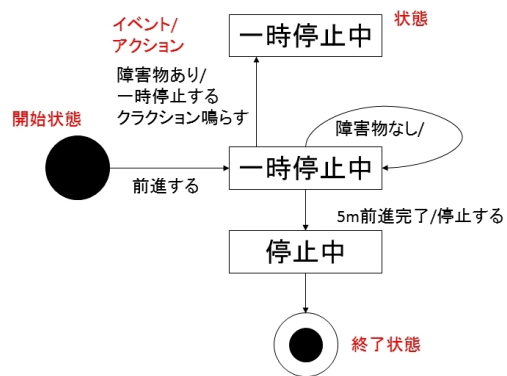 イベント/
アクション
一時停止中
状態
障害物あり/
一時停止する
クラクション鳴らす
開始状態
障害物なし/
一時停止中
前進する
5m前進完了/停止する
停止中
終了状態